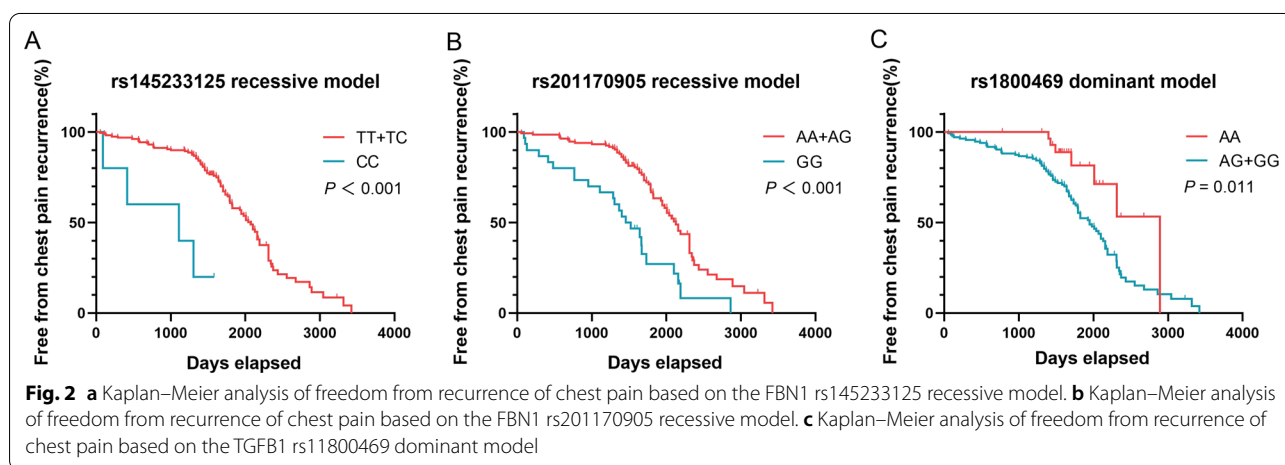 A
rs145233125 recessive model
Free from chest pain recurrence(%)
100
50
0
0 1000 2000 3000 4000
Days elapsed
TT+TC
CC
P < 0.001
B
rs201170905 recessive model
Free from chest pain recurrence(%)
100
50
0
0 1000 2000 3000 4000
Days elapsed
AA+AG
GG
P < 0.001
C
rs1800469 dominant model
Free from chest pain recurrence(%)
100
50
0
0 1000 2000 3000 4000
Days elapsed
AA
AG+GG
P = 0.011
Fig. 2 a Kaplan–Meier analysis of freedom from recurrence of chest pain based on the FBN1 rs145233125 recessive model. b Kaplan–Meier analysis
of freedom from recurrence of chest pain based on the FBN1 rs201170905 recessive model. c Kaplan–Meier analysis of freedom from recurrence of
chest pain based on the TGFB1 rs11800469 dominant model